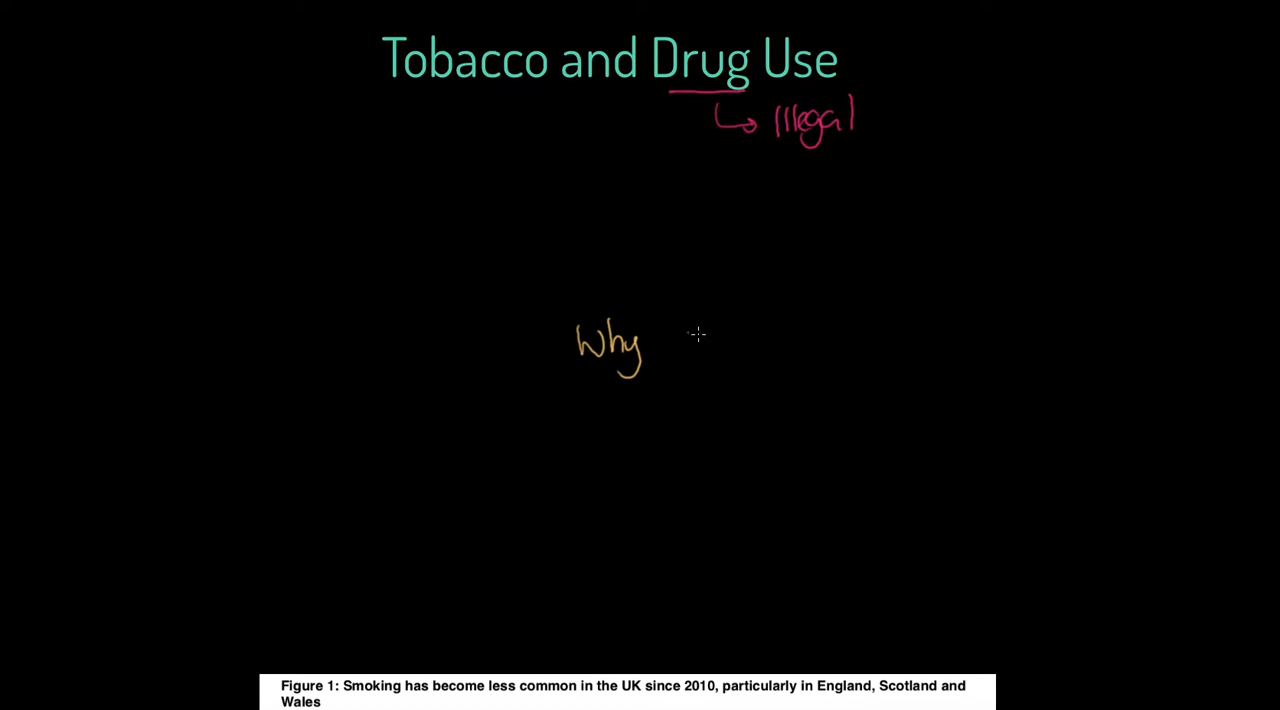 Tobacco and Drug Use
Illegal
Why
Figure 1: Smoking has become less common in the UK since 2010, particularly in England, Scotland and
Wales